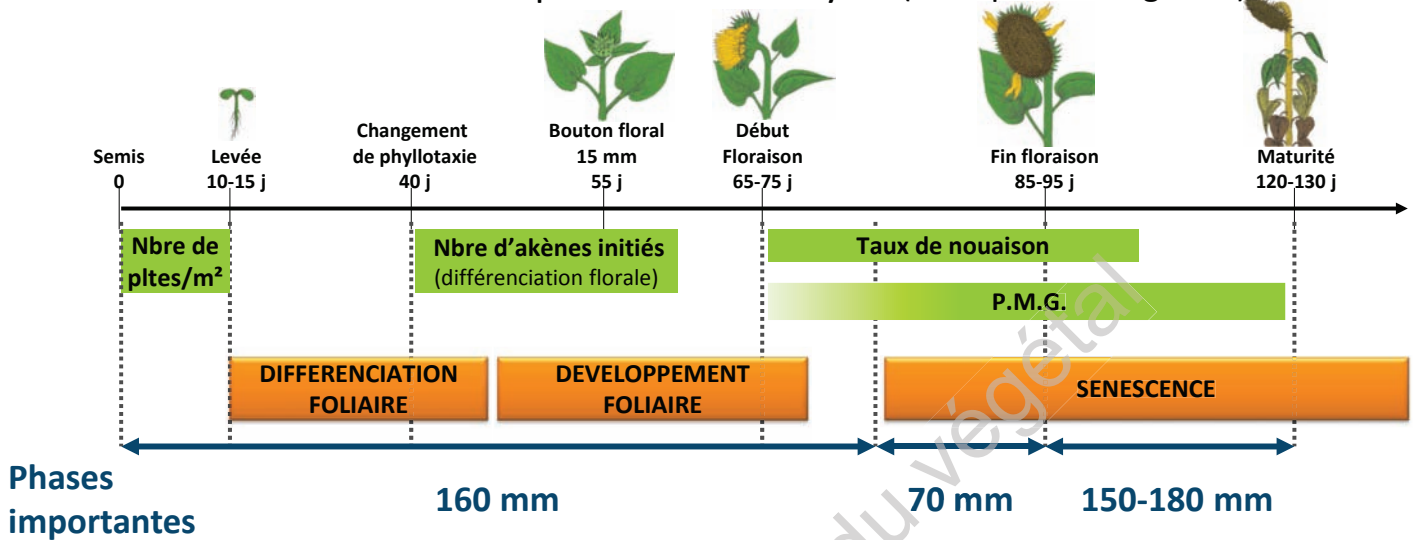 Semis
0
Levée
10-15 j
Changement
de phyllotaxie
40 j
Bouton floral
15 mm
55 j
Début
Floraison
65-75 j
Fin floraison
85-95 j
Maturité
120-130 j
Nbre de
pltes/m²
Nbre d'akènes initiés
(différenciation florale)
Taux de nouaison
P.M.G.
DIFFERENCIATION
FOLIAIRE
DEVELOPPEMENT
FOLIAIRE
SENESCENCE
Phases
importantes
160 mm
70 mm
150-180 mm
du végétal